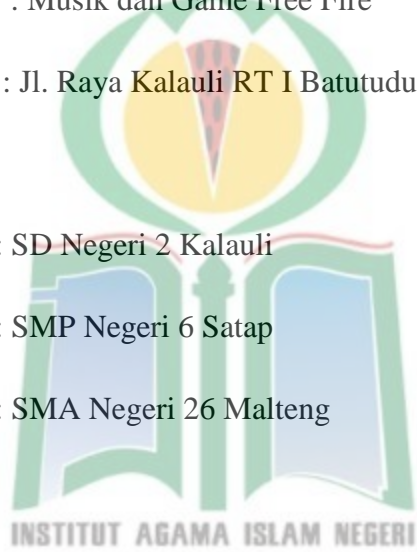 : Musik dan Game Free Fire
: Jl. Raya Kalauli RT I Batutudu
: SD Negeri 2 Kalauli
: SMP Negeri 6 Satap
: SMA Negeri 26 Malteng
INSTITUT AGAMA ISLAM NEGERI